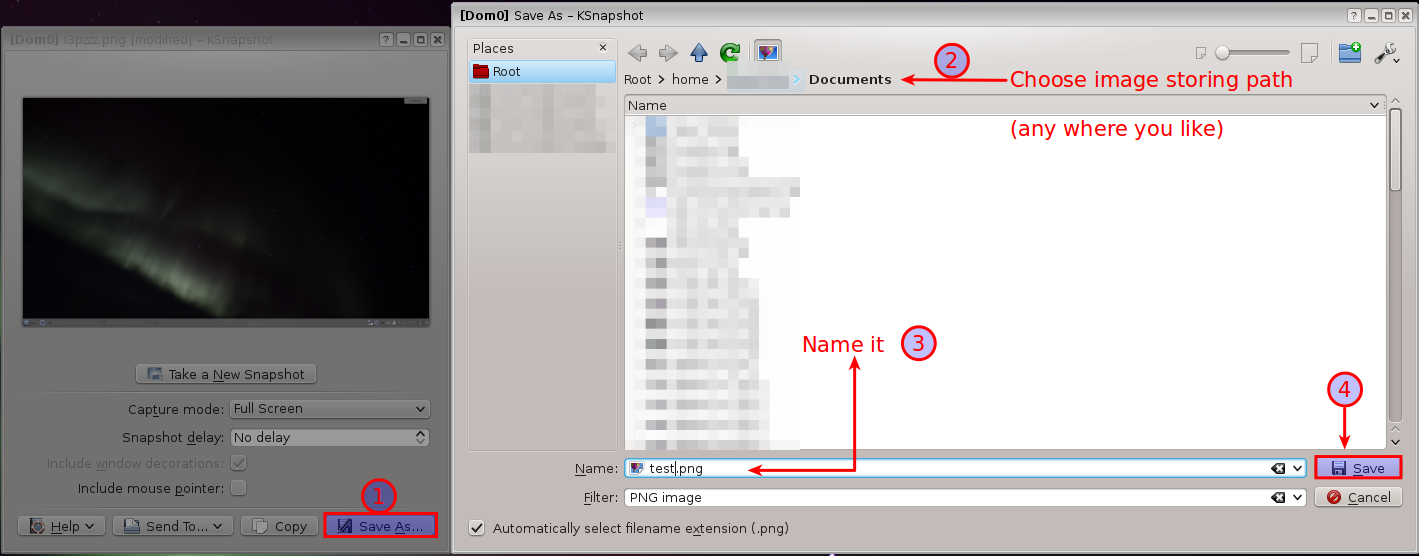 [Dom0] l3pzzz.png [modified] – KSnapshot
Take a New Snapshot
Capture mode: Full Screen
Snapshot delay: No delay
Include window decorations:
Include mouse pointer:
1
Help
Send To...
Copy
Save As...
[Dom0] Save As – KSnapshot
Places
Root
2
Root > home > > Documents
Choose image storing path
Name
(any where you like)
Name it
3
4
Name: test.png
Save
Filter: PNG image
Cancel
Automatically select filename extension (.png)